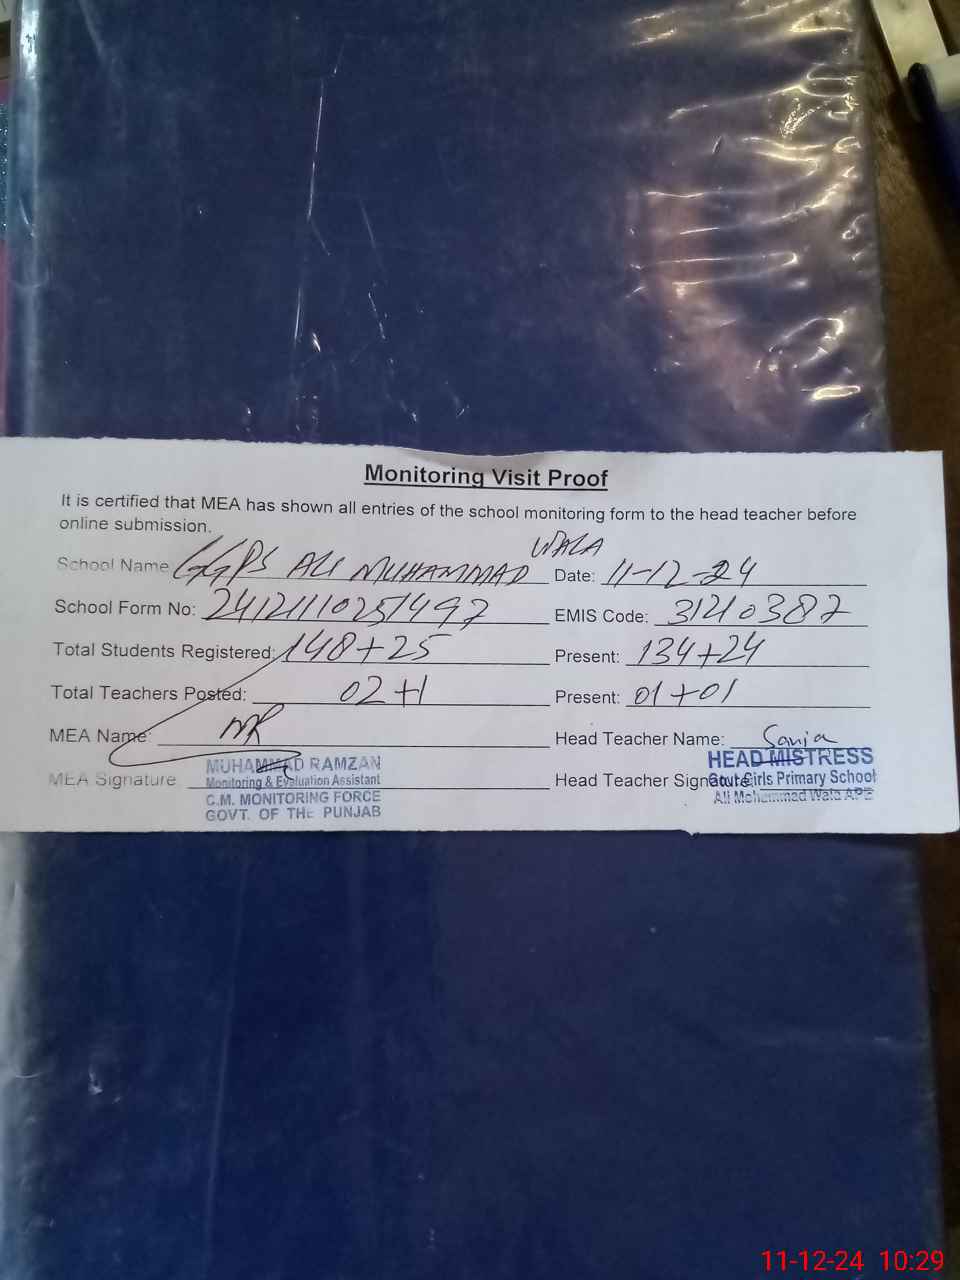 Monitoring Visit Proof
It is certified that MEA has shown all entries of the school monitoring form to the head teacher before
online submission.
School Name GGPS ALI MUHAMMAD WALA Date: 11-12-24
School Form No: EMIS Code: 31210387
Total Students Registered: 148+25 Present: 134+24
Total Teachers Posted: 02+1 Present: 01+01
MEA Name: MR Head Teacher Name: Sania
MEA Signature Head Teacher Signature
MUHAMMAD RAMZAN
Monitoring & Evaluation Assistant
C.M. MONITORING FORCE
GOVT. OF THE PUNJAB
HEAD MISTRESS
Govt. Girls Primary School
Ali Mohammad Wala APE
11-12-24 10:29